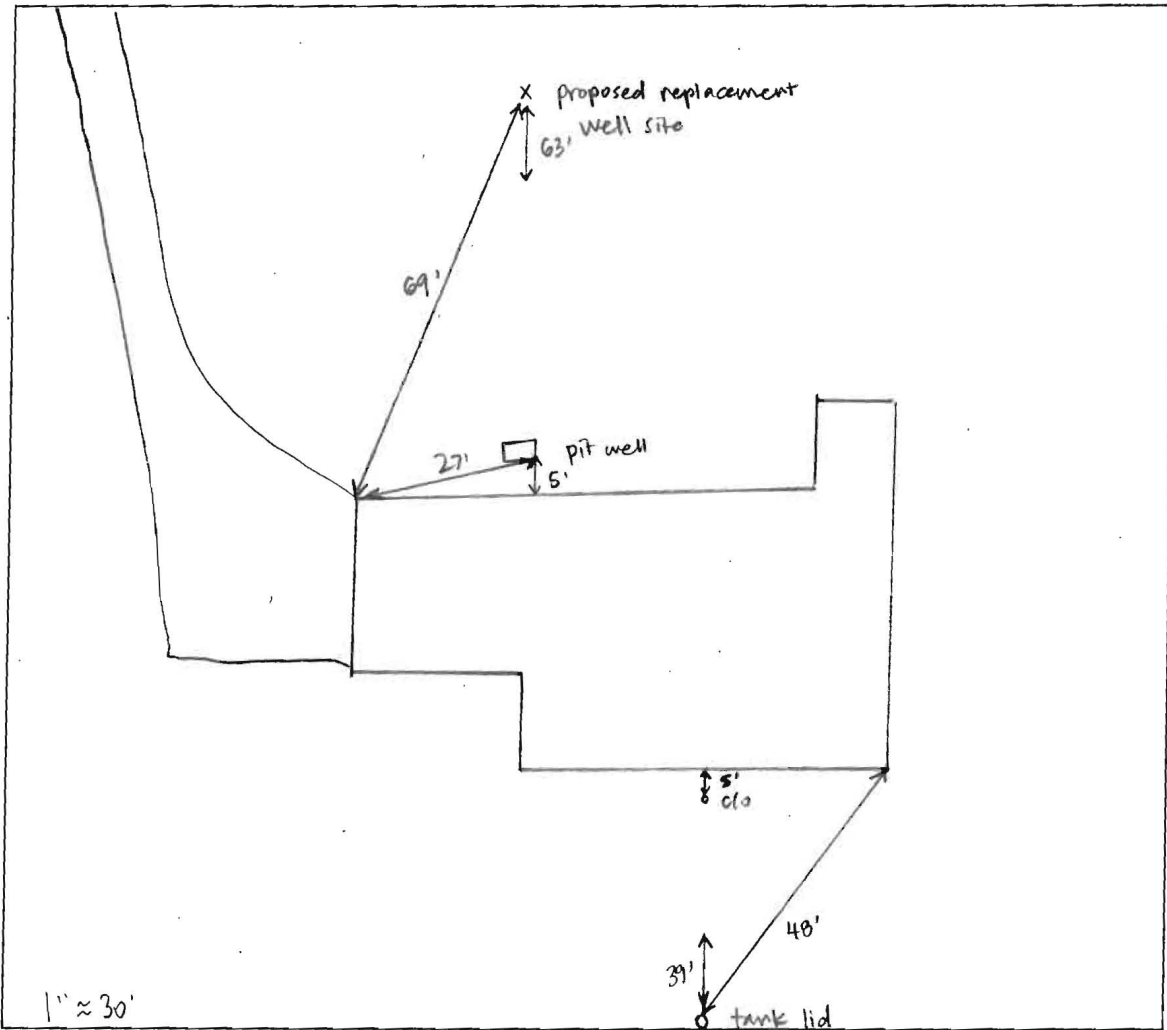 x proposed replacement
well site
63'
69'
27'
pit well
5'
5'
c/o
48'
39'
tank lid
1" ≈ 30'